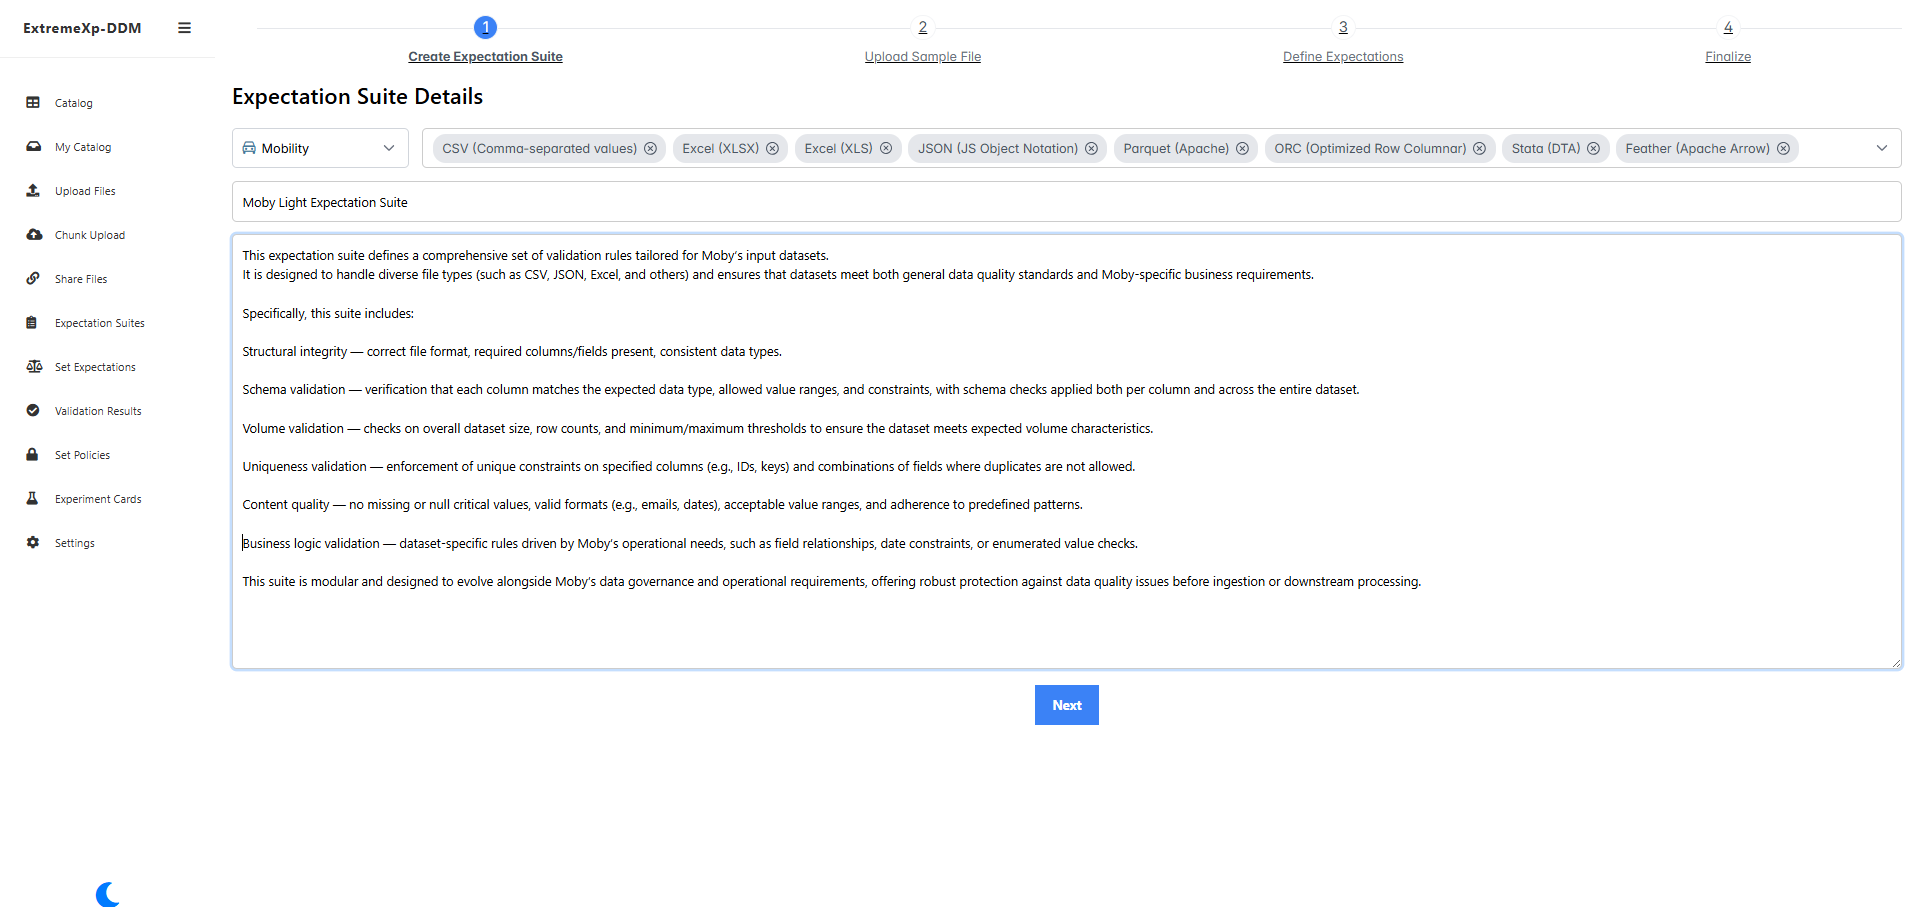 ExtremeXp-DDM
1
2
3
4
Create Expectation Suite
Upload Sample File
Define Expectations
Finalize
Catalog
My Catalog
Upload Files
Chunk Upload
Share Files
Expectation Suites
Set Expectations
Validation Results
Set Policies
Experiment Cards
Settings
Expectation Suite Details
Mobility
CSV (Comma-separated values)
Excel (XLSX)
Excel (XLS)
JSON (JS Object Notation)
Parquet (Apache)
ORC (Optimized Row Columnar)
Stata (DTA)
Feather (Apache Arrow)
Moby Light Expectation Suite
This expectation suite defines a comprehensive set of validation rules tailored for Moby's input datasets.
It is designed to handle diverse file types (such as CSV, JSON, Excel, and others) and ensures that datasets meet both general data quality standards and Moby-specific business requirements.
Specifically, this suite includes:
Structural integrity — correct file format, required columns/fields present, consistent data types.
Schema validation — verification that each column matches the expected data type, allowed value ranges, and constraints, with schema checks applied both per column and across the entire dataset.
Volume validation — checks on overall dataset size, row counts, and minimum/maximum thresholds to ensure the dataset meets expected volume characteristics.
Uniqueness validation — enforcement of unique constraints on specified columns (e.g., IDs, keys) and combinations of fields where duplicates are not allowed.
Content quality — no missing or null critical values, valid formats (e.g., emails, dates), acceptable value ranges, and adherence to predefined patterns.
Business logic validation — dataset-specific rules driven by Moby's operational needs, such as field relationships, date constraints, or enumerated value checks.
This suite is modular and designed to evolve alongside Moby's data governance and operational requirements, offering robust protection against data quality issues before ingestion or downstream processing.
Next